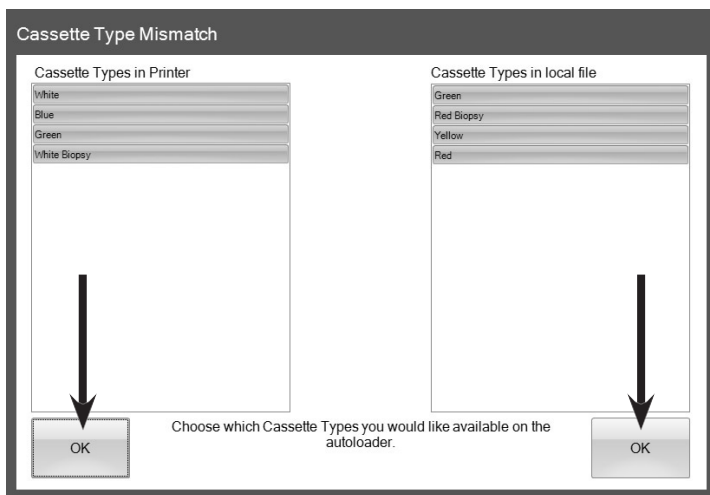 Cassette Type Mismatch
Cassette Types in Printer
White
Blue
Green
White Biopsy
Cassette Types in local file
Green
Red Biopsy
Yellow
Red
OK
Choose which Cassette Types you would like available on the
autoloader.
OK